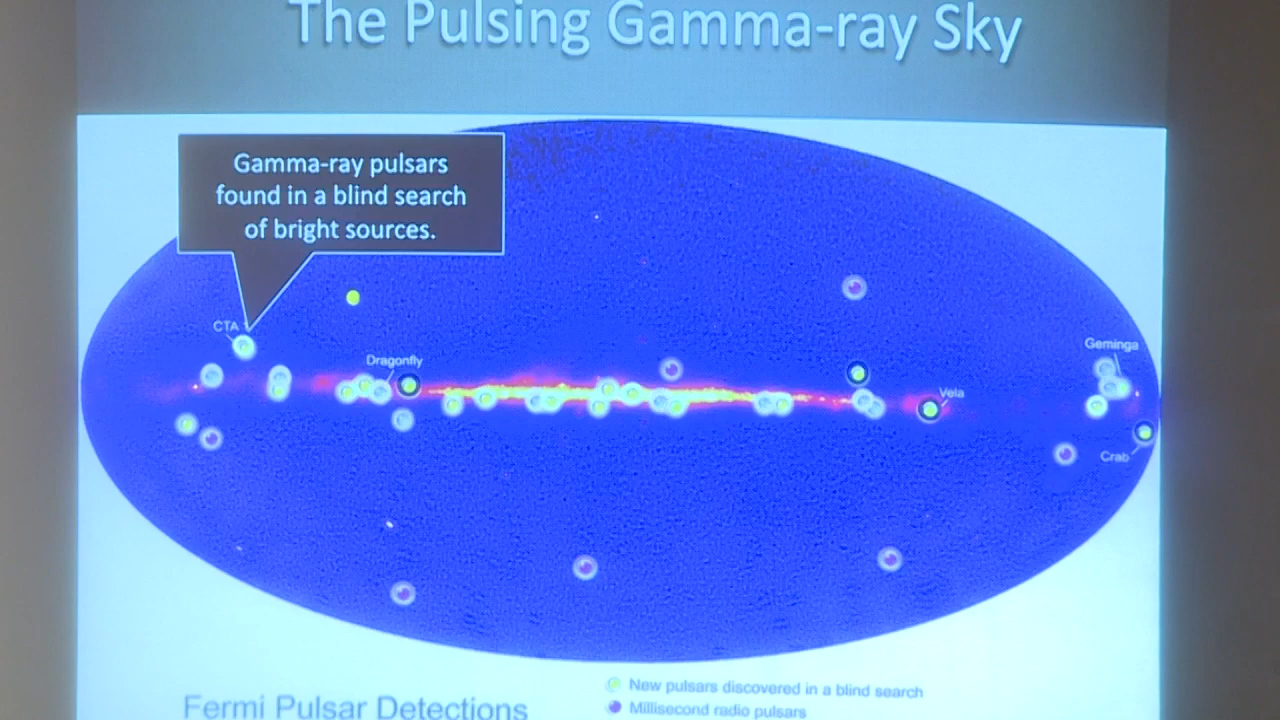 The Pulsing Gamma-ray Sky
Gamma-ray pulsars
found in a blind search
of bright sources.
CTA 1
Dragonfly
Geminga
Vela
Crab
Fermi Pulsar Detections
New pulsars discovered in a blind search
Millisecond radio pulsars